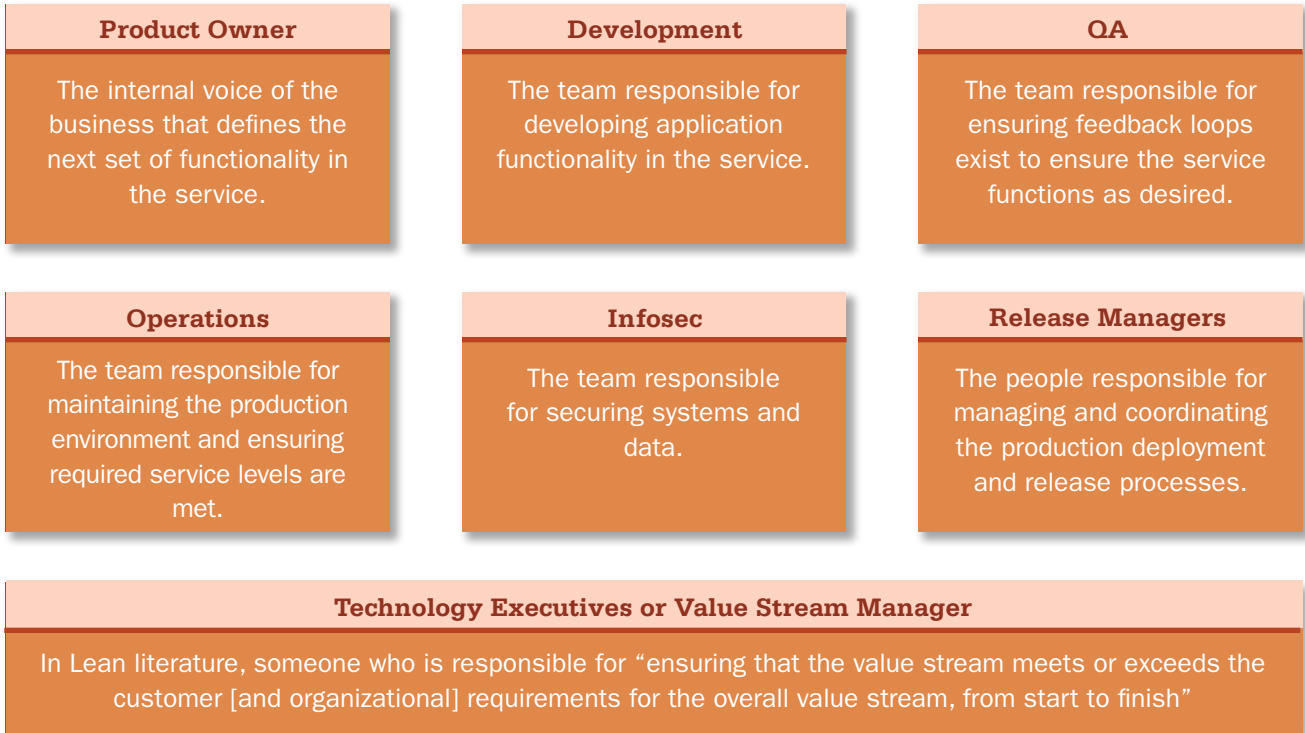 Product Owner
The internal voice of the
business that defines the
next set of functionality in
the service.
Development
The team responsible for
developing application
functionality in the service.
QA
The team responsible for
ensuring feedback loops
exist to ensure the service
functions as desired.
Operations
The team responsible for
maintaining the production
environment and ensuring
required service levels are
met.
Infosec
The team responsible
for securing systems and
data.
Release Managers
The people responsible for
managing and coordinating
the production deployment
and release processes.
Technology Executives or Value Stream Manager
In Lean literature, someone who is responsible for “ensuring that the value stream meets or exceeds the
customer [and organizational] requirements for the overall value stream, from start to finish”